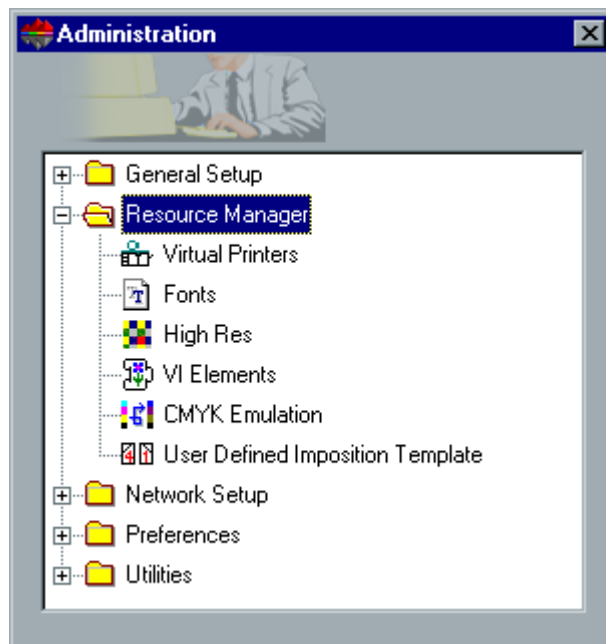 Administration
General Setup
Resource Manager
Virtual Printers
Fonts
High Res
VI Elements
CMYK Emulation
User Defined Imposition Template
Network Setup
Preferences
Utilities